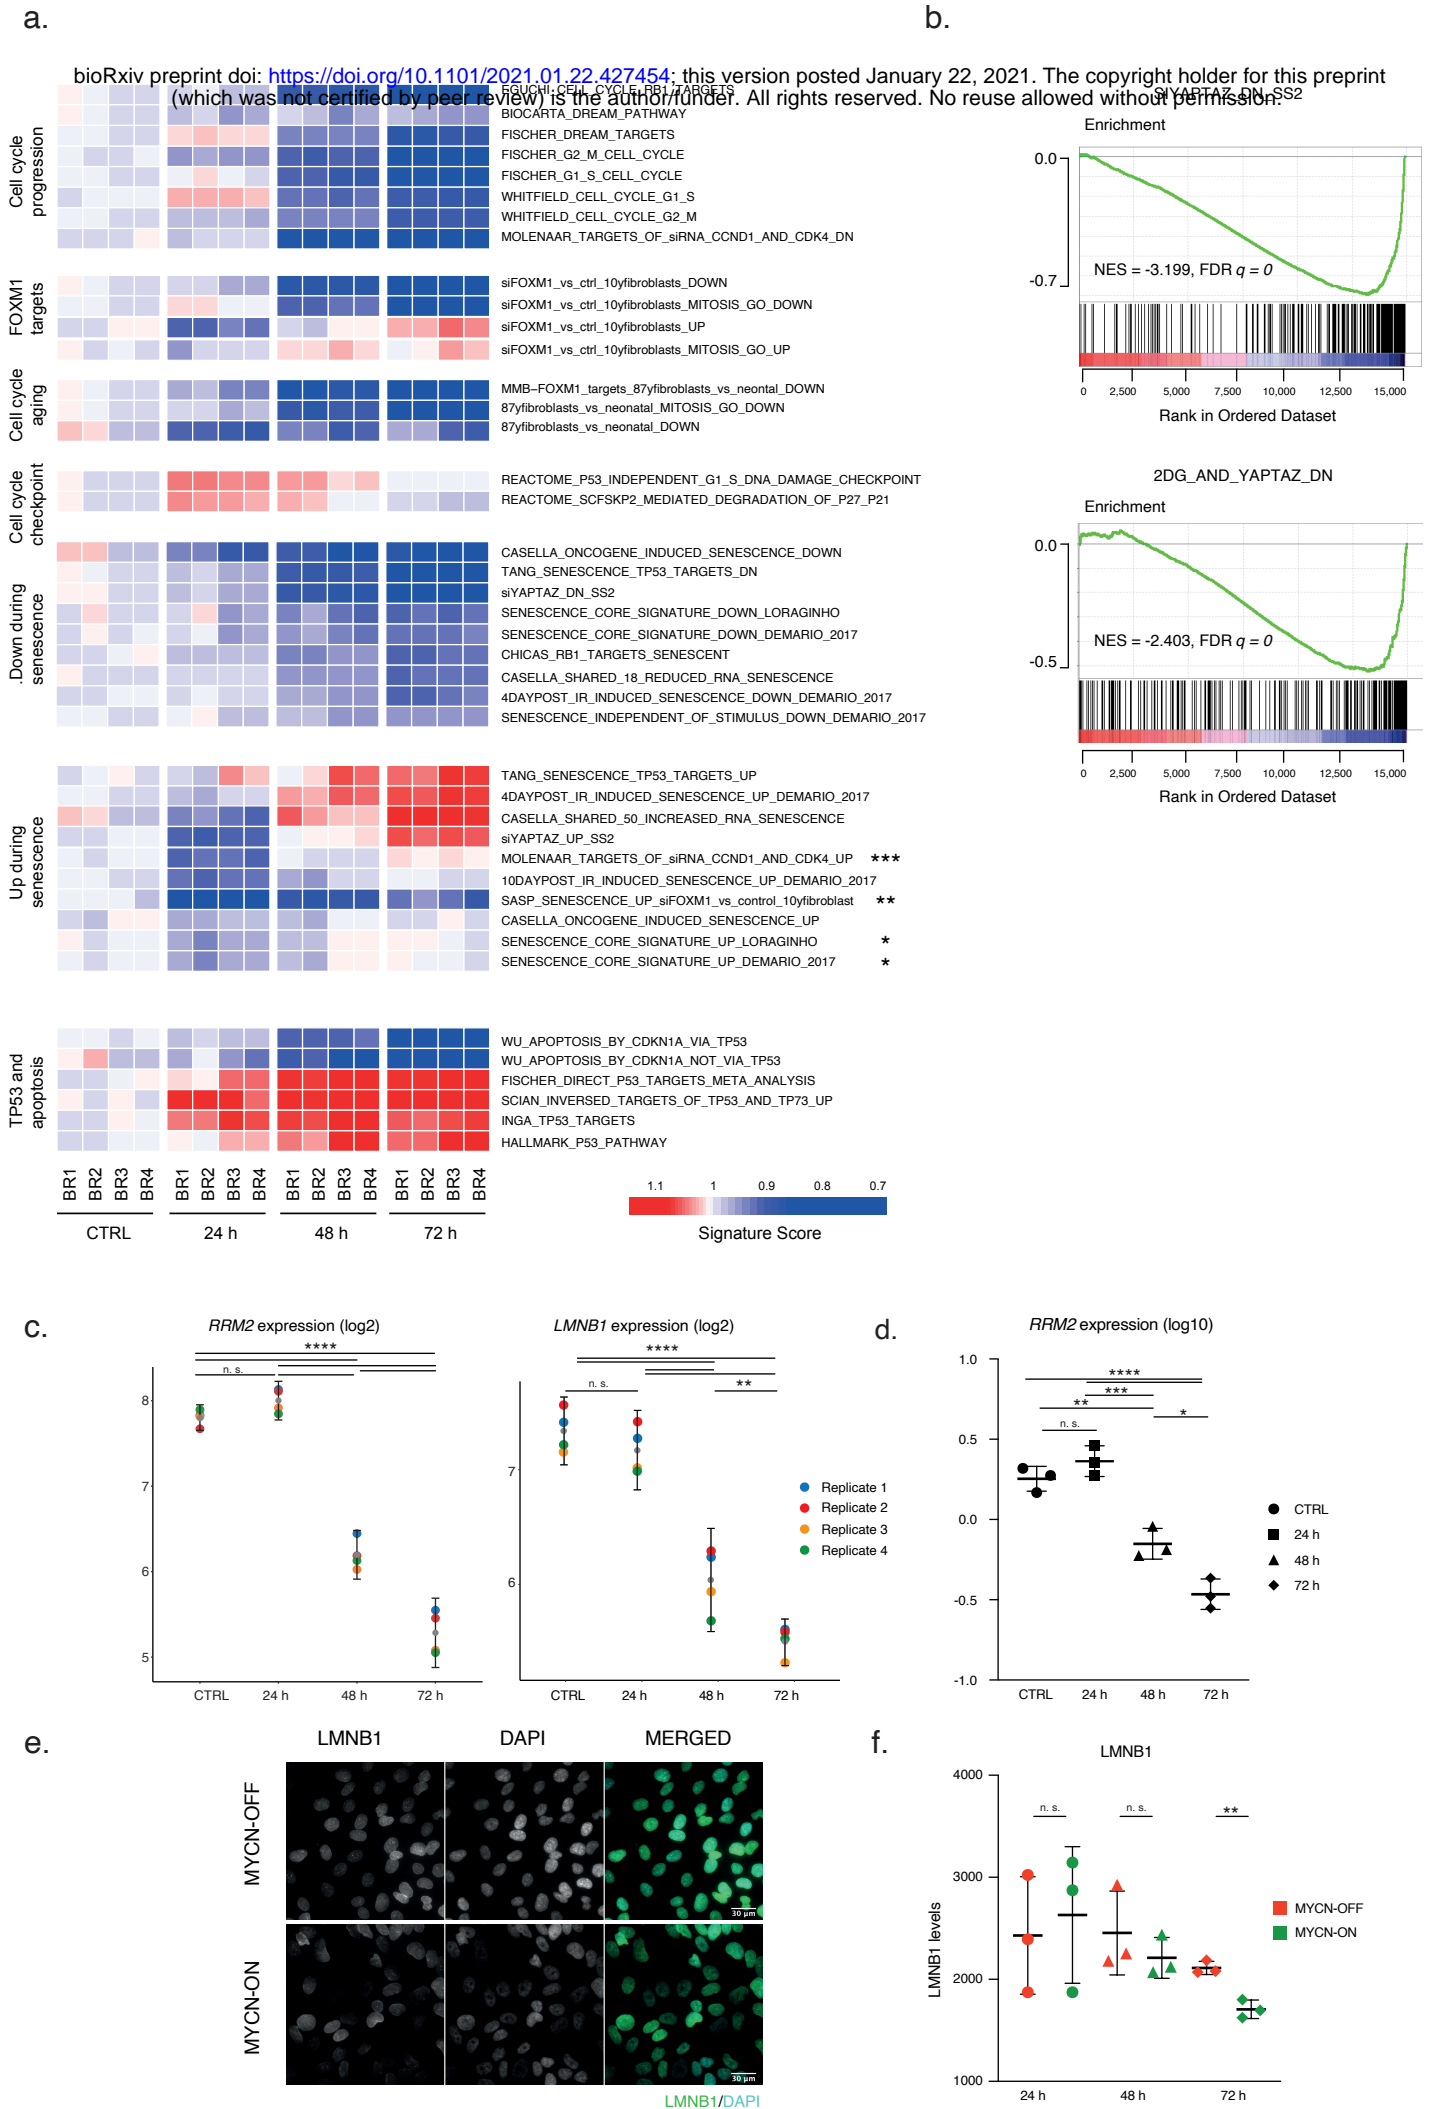 a.
b.
bioRxiv preprint doi: https://doi.org/10.1101/2021.01.22.427454; this version posted January 22, 2021. The copyright holder for this preprint
(which was not certified by peer review) is the author/funder. All rights reserved. No reuse allowed without permission.
Cell cycle
progression
EGUCHI_CELL_CYCLE_RB1_TARGETS
BIOCARTA_DREAM_PATHWAY
FISCHER_DREAM_TARGETS
FISCHER_G2_M_CELL_CYCLE
FISCHER_G1_S_CELL_CYCLE
WHITFIELD_CELL_CYCLE_G1_S
WHITFIELD_CELL_CYCLE_G2_M
MOLENAAR_TARGETS_OF_siRNA_CCND1_AND_CDK4_DN
FOXM1
targets
siFOXM1_vs_ctrl_10yfibroblasts_DOWN
siFOXM1_vs_ctrl_10yfibroblasts_MITOSIS_GO_DOWN
siFOXM1_vs_ctrl_10yfibroblasts_UP
siFOXM1_vs_ctrl_10yfibroblasts_MITOSIS_GO_UP
Cell cycle
aging
MMB–FOXM1_targets_87yfibroblasts_vs_neontal_DOWN
87yfibroblasts_vs_neonatal_MITOSIS_GO_DOWN
87yfibroblasts_vs_neonatal_DOWN
Cell cycle
checkpoint
REACTOME_P53_INDEPENDENT_G1_S_DNA_DAMAGE_CHECKPOINT
REACTOME_SCFSKP2_MEDIATED_DEGRADATION_OF_P27_P21
.Down during
senescence
CASELLA_ONCOGENE_INDUCED_SENESCENCE_DOWN
TANG_SENESCENCE_TP53_TARGETS_DN
siYAPTAZ_DN_SS2
SENESCENCE_CORE_SIGNATURE_DOWN_LORAGINHO
SENESCENCE_CORE_SIGNATURE_DOWN_DEMARIO_2017
CHICAS_RB1_TARGETS_SENESCENT
CASELLA_SHARED_18_REDUCED_RNA_SENESCENCE
4DAYPOST_IR_INDUCED_SENESCENCE_DOWN_DEMARIO_2017
SENESCENCE_INDEPENDENT_OF_STIMULUS_DOWN_DEMARIO_2017
Up during
senescence
TANG_SENESCENCE_TP53_TARGETS_UP
4DAYPOST_IR_INDUCED_SENESCENCE_UP_DEMARIO_2017
CASELLA_SHARED_50_INCREASED_RNA_SENESCENCE
siYAPTAZ_UP_SS2
MOLENAAR_TARGETS_OF_siRNA_CCND1_AND_CDK4_UP ***
10DAYPOST_IR_INDUCED_SENESCENCE_UP_DEMARIO_2017
SASP_SENESCENCE_UP_siFOXM1_vs_control_10yfibroblast **
CASELLA_ONCOGENE_INDUCED_SENESCENCE_UP
SENESCENCE_CORE_SIGNATURE_UP_LORAGINHO *
SENESCENCE_CORE_SIGNATURE_UP_DEMARIO_2017 *
TP53 and
apoptosis
WU_APOPTOSIS_BY_CDKN1A_VIA_TP53
WU_APOPTOSIS_BY_CDKN1A_NOT_VIA_TP53
FISCHER_DIRECT_P53_TARGETS_META_ANALYSIS
SCIAN_INVERSED_TARGETS_OF_TP53_AND_TP73_UP
INGA_TP53_TARGETS
HALLMARK_P53_PATHWAY
BR1 BR2 BR3 BR4 BR1 BR2 BR3 BR4 BR1 BR2 BR3 BR4 BR1 BR2 BR3 BR4
CTRL 24 h 48 h 72 h
1.1 1 0.9 0.8 0.7
Signature Score
SIYAPTAZ_DN_SS2
Enrichment
0.0
-0.7
NES = -3.199, FDR q = 0
0 2,500 5,000 7,500 10,000 12,500 15,000
Rank in Ordered Dataset
2DG_AND_YAPTAZ_DN
Enrichment
0.0
-0.5
NES = -2.403, FDR q = 0
0 2,500 5,000 7,500 10,000 12,500 15,000
Rank in Ordered Dataset
c.
RRM2 expression (log2)
****
n. s.
8
7
6
5
CTRL 24 h 48 h 72 h
LMNB1 expression (log2)
****
n. s. **
7
6
CTRL 24 h 48 h 72 h
Replicate 1
Replicate 2
Replicate 3
Replicate 4
d.
RRM2 expression (log10)
1.0
0.5
0.0
-0.5
-1.0
****
***
**
*
n. s.
CTRL 24 h 48 h 72 h
CTRL
24 h
48 h
72 h
e.
LMNB1 DAPI MERGED
MYCN-OFF
30 µm
MYCN-ON
30 µm
LMNB1/DAPI
f.
LMNB1
LMNB1 levels
4000
3000
2000
1000
n. s. n. s. **
24 h 48 h 72 h
MYCN-OFF
MYCN-ON